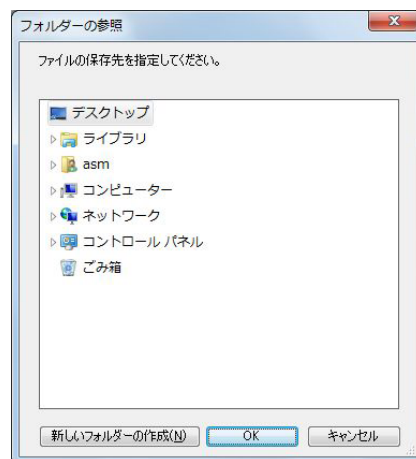 フォルダーの参照
ファイルの保存先を指定してください。
デスクトップ
ライブラリ
asm
コンピューター
ネットワーク
コントロール パネル
ごみ箱
新しいフォルダーの作成(N)
OK
キャンセル